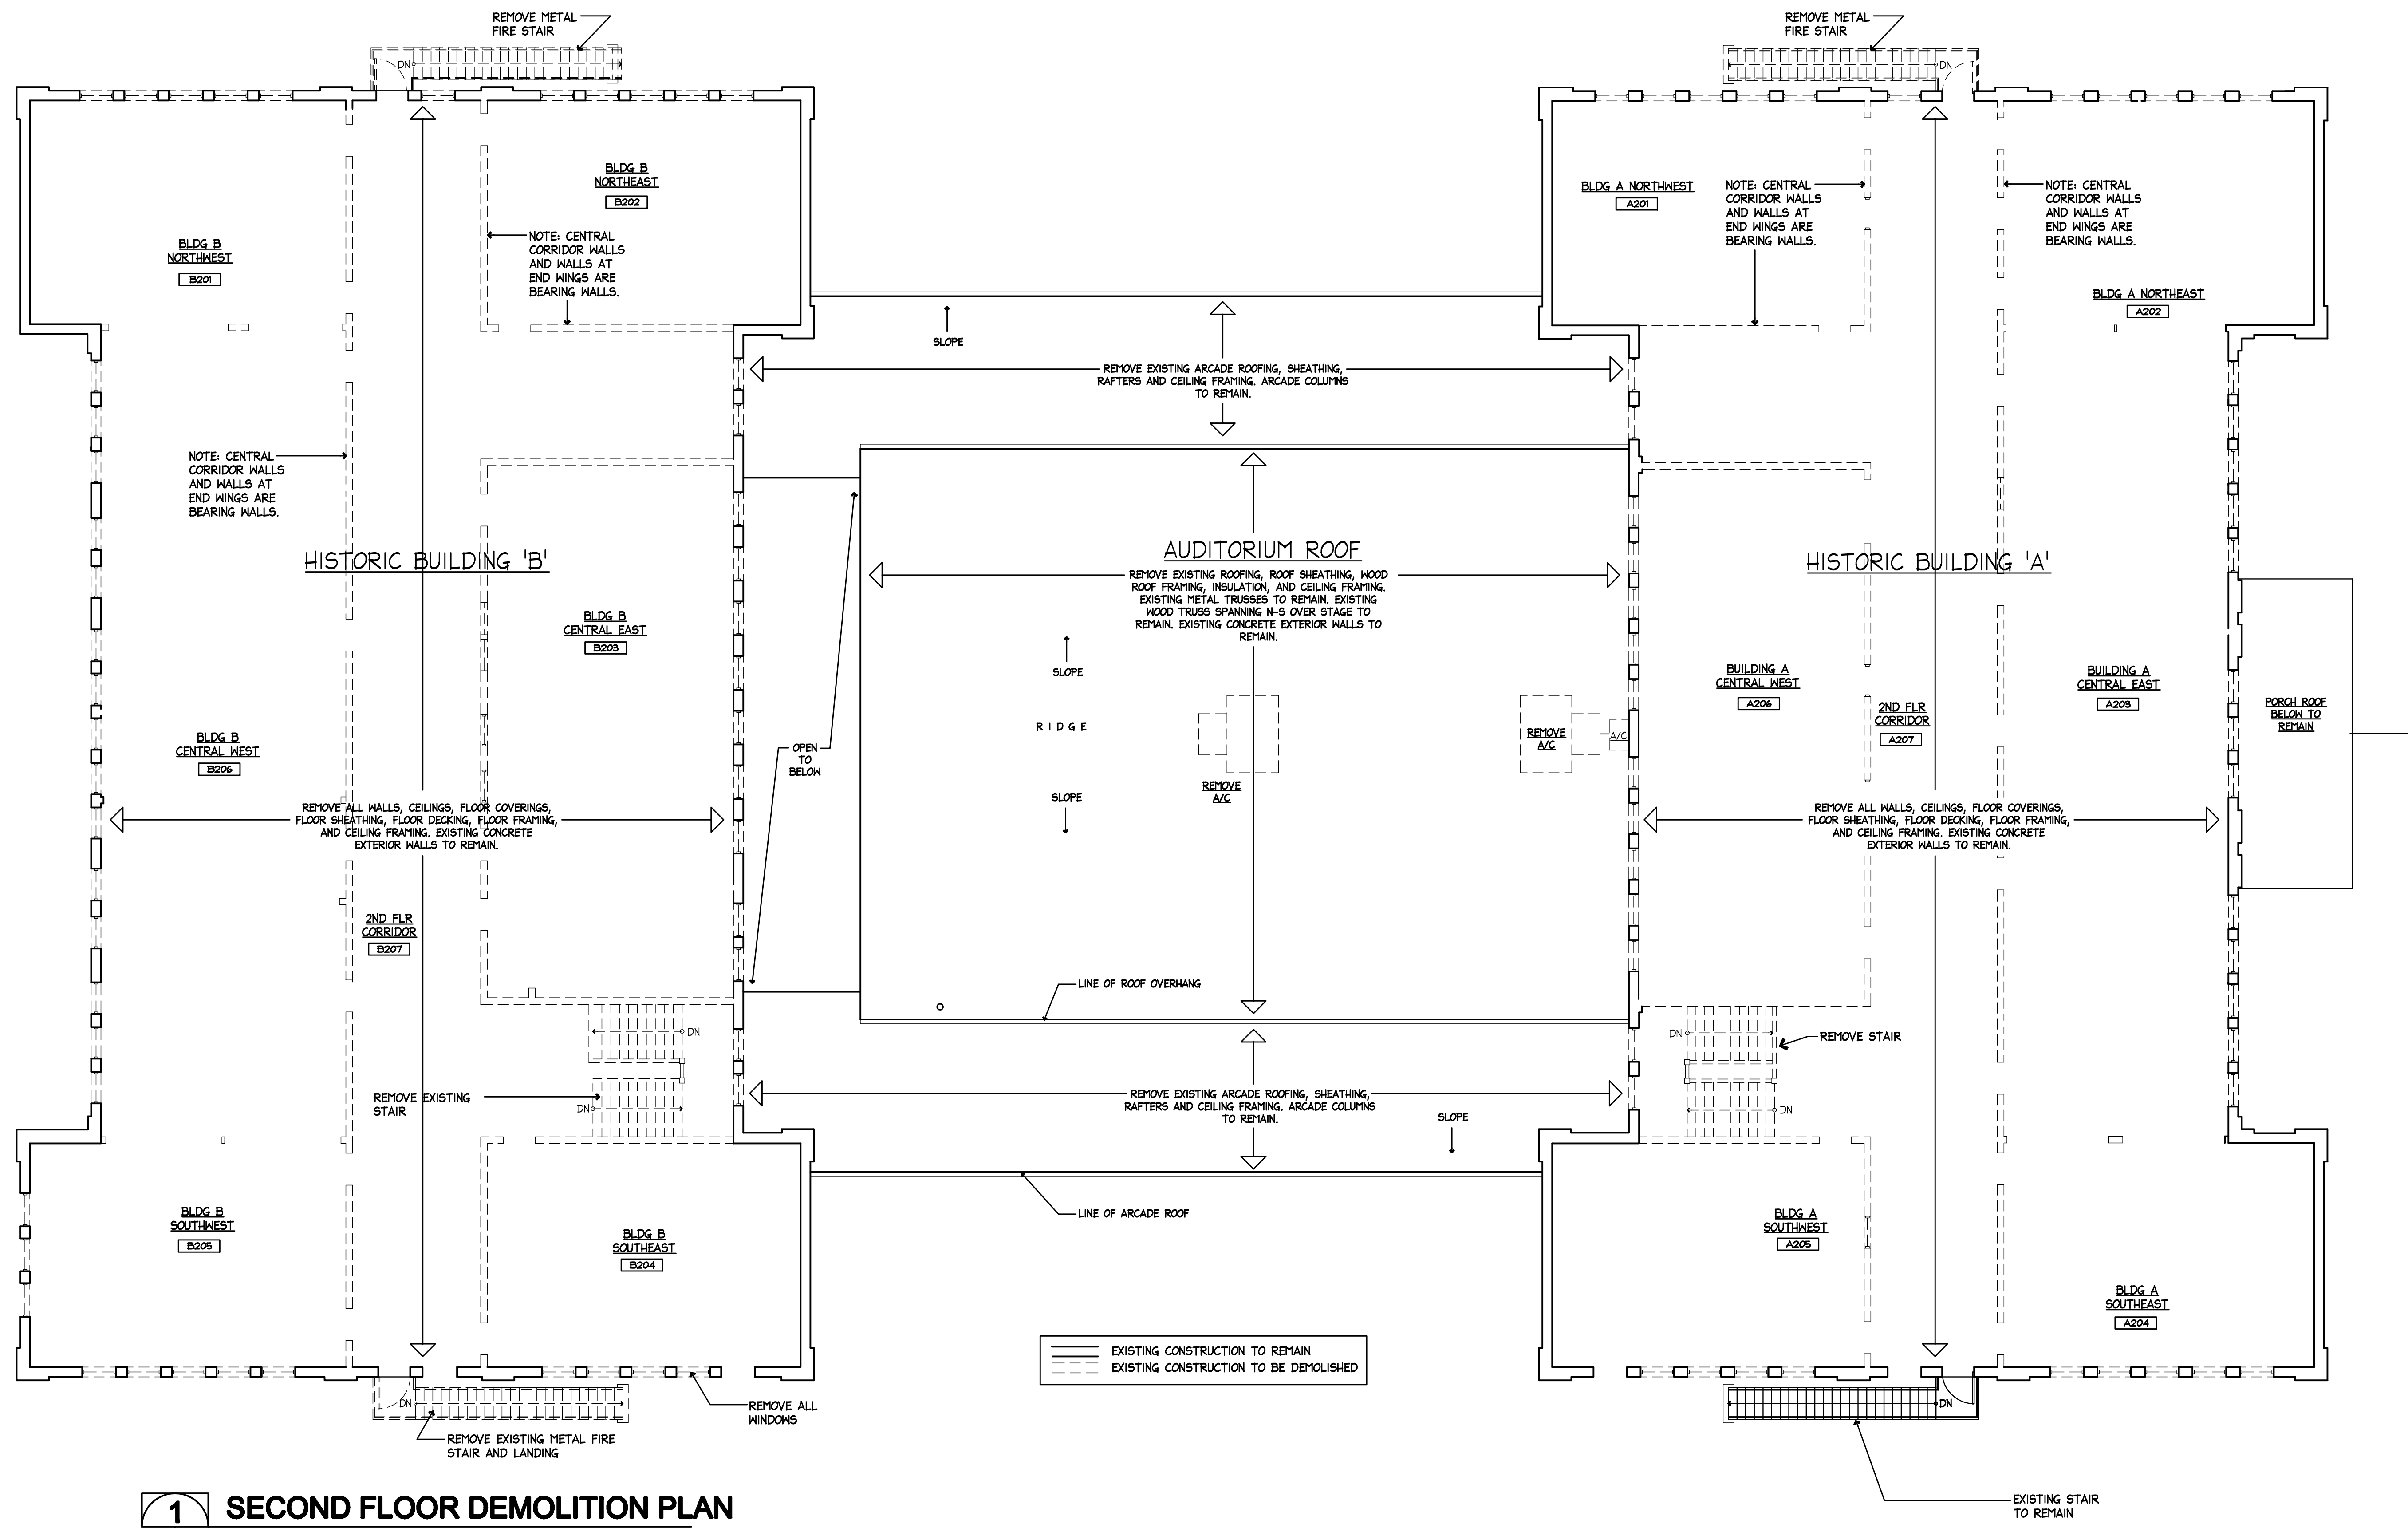 REMOVE METAL
FIRE STAIR
DN
REMOVE METAL
FIRE STAIR
DN
BLDG B
NORTHEAST
B202
NOTE: CENTRAL
CORRIDOR WALLS
AND WALLS AT
END WINGS ARE
BEARING WALLS.
BLDG B
NORTHWEST
B201
BLDG A NORTHWEST
A201
NOTE: CENTRAL
CORRIDOR WALLS
AND WALLS AT
END WINGS ARE
BEARING WALLS.
NOTE: CENTRAL
CORRIDOR WALLS
AND WALLS AT
END WINGS ARE
BEARING WALLS.
BLDG A NORTHEAST
A202
SLOPE
REMOVE EXISTING ARCADE ROOFING, SHEATHING,
RAFTERS AND CEILING FRAMING. ARCADE COLUMNS
TO REMAIN.
NOTE: CENTRAL
CORRIDOR WALLS
AND WALLS AT
END WINGS ARE
BEARING WALLS.
HISTORIC BUILDING 'B'
AUDITORIUM ROOF
REMOVE EXISTING ROOFING, ROOF SHEATHING, WOOD
ROOF FRAMING, INSULATION, AND CEILING FRAMING.
EXISTING METAL TRUSSES TO REMAIN. EXISTING
WOOD TRUSS SPANNING N-S OVER STAGE TO
REMAIN. EXISTING CONCRETE EXTERIOR WALLS TO
REMAIN.
HISTORIC BUILDING 'A'
BLDG B
CENTRAL EAST
B203
SLOPE
BUILDING A
CENTRAL WEST
A206
BUILDING A
CENTRAL EAST
A203
2ND FLR
CORRIDOR
A207
PORCH ROOF
BELOW TO
REMAIN
BLDG B
CENTRAL WEST
B206
OPEN
TO
BELOW
RIDGE
REMOVE
A/C
A/C
REMOVE
A/C
SLOPE
REMOVE ALL WALLS, CEILINGS, FLOOR COVERINGS,
FLOOR SHEATHING, FLOOR DECKING, FLOOR FRAMING,
AND CEILING FRAMING. EXISTING CONCRETE
EXTERIOR WALLS TO REMAIN.
REMOVE ALL WALLS, CEILINGS, FLOOR COVERINGS,
FLOOR SHEATHING, FLOOR DECKING, FLOOR FRAMING,
AND CEILING FRAMING. EXISTING CONCRETE
EXTERIOR WALLS TO REMAIN.
2ND FLR
CORRIDOR
B207
LINE OF ROOF OVERHANG
DN
DN
REMOVE STAIR
REMOVE EXISTING
STAIR
DN
REMOVE EXISTING ARCADE ROOFING, SHEATHING,
RAFTERS AND CEILING FRAMING. ARCADE COLUMNS
TO REMAIN.
SLOPE
DN
BLDG B
SOUTHWEST
B205
LINE OF ARCADE ROOF
BLDG B
SOUTHEAST
B204
BLDG A
SOUTHWEST
A205
BLDG A
SOUTHEAST
A204
EXISTING CONSTRUCTION TO REMAIN
EXISTING CONSTRUCTION TO BE DEMOLISHED
DN
DN
REMOVE ALL
WINDOWS
REMOVE EXISTING METAL FIRE
STAIR AND LANDING
EXISTING STAIR
TO REMAIN
1 SECOND FLOOR DEMOLITION PLAN